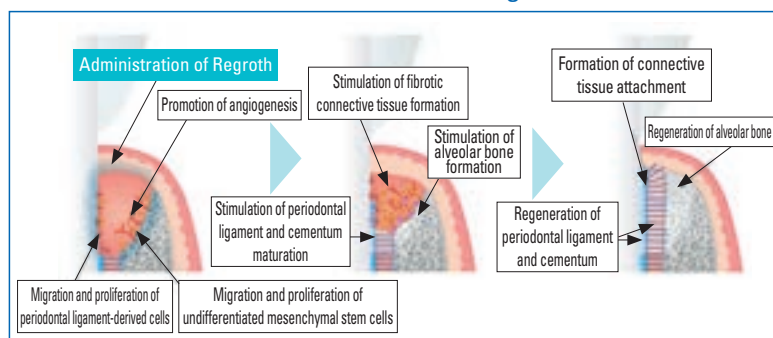 Administration of Regroth
Promotion of angiogenesis
Migration and proliferation of
periodontal ligament-derived cells
Migration and proliferation of
undifferentiated mesenchymal stem cells
Stimulation of fibrotic
connective tissue formation
Stimulation of
alveolar bone
formation
Stimulation of periodontal
ligament and cementum
maturation
Formation of connective
tissue attachment
Regeneration of alveolar bone
Regeneration of
periodontal ligament
and cementum